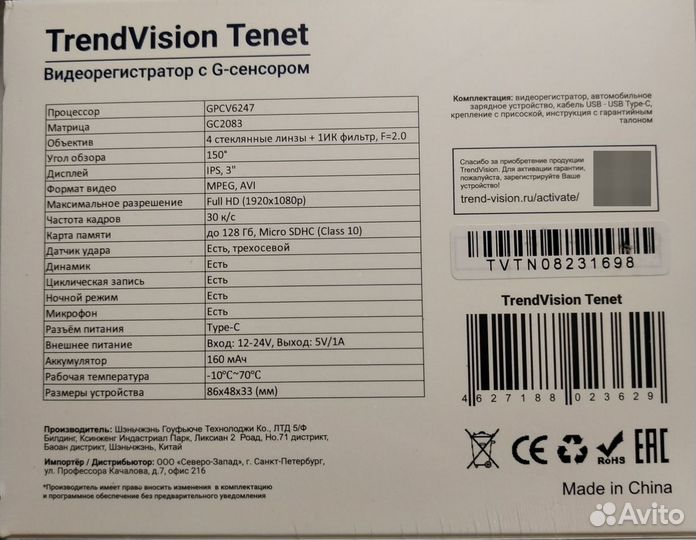 TrendVision Tenet
Видеорегистратор с G-сенсором
Процессор GPCV6247
Матрица GC2083
Объектив 4 стеклянные линзы + 1ИК фильтр, F=2.0
Угол обзора 150°
Дисплей IPS, 3"
Формат видео MPEG, AVI
Максимальное разрешение Full HD (1920x1080p)
Частота кадров 30 к/с
Карта памяти до 128 Гб, Micro SDHC (Class 10)
Датчик удара Есть, трехосевой
Динамик Есть
Циклическая запись Есть
Ночной режим Есть
Микрофон Есть
Разъём питания Type-C
Внешнее питание Вход: 12-24V, Выход: 5V/1A
Аккумулятор 160 мАч
Рабочая температура -10°C~70°C
Размеры устройства 86x48x33 (мм)
Производитель: Шэньчжэнь Гоуфьюче Технолоджи Ко., ЛТД 5/Ф
Билдинг, Ксинженг Индастриал Парк, Ликсиан 2 Роад, Но.71 дистрикт,
Баоан дистрикт, Шэньчжэнь, Китай
Импортёр / Дистрибьютор: ООО «Северо-Запад», г. Санкт-Петербург,
ул. Профессора Качалова, д.7, офис 216
*Производитель имеет право вносить изменения в комплектацию
и программное обеспечение без предварительного уведомления
Комплектация: видеорегистратор, автомобильное
зарядное устройство, кабель USB - USB Type-C,
крепление с присоской, инструкция с гарантийным
талоном
Спасибо за приобретение продукции
TrendVision. Для активации гарантии,
пожалуйста, зарегистрируйте Ваше
устройство!
trend-vision.ru/activate/
TVTN08231698
TrendVision Tenet
4627188023629
CE
RoHS
EAC
Made in China
Avito